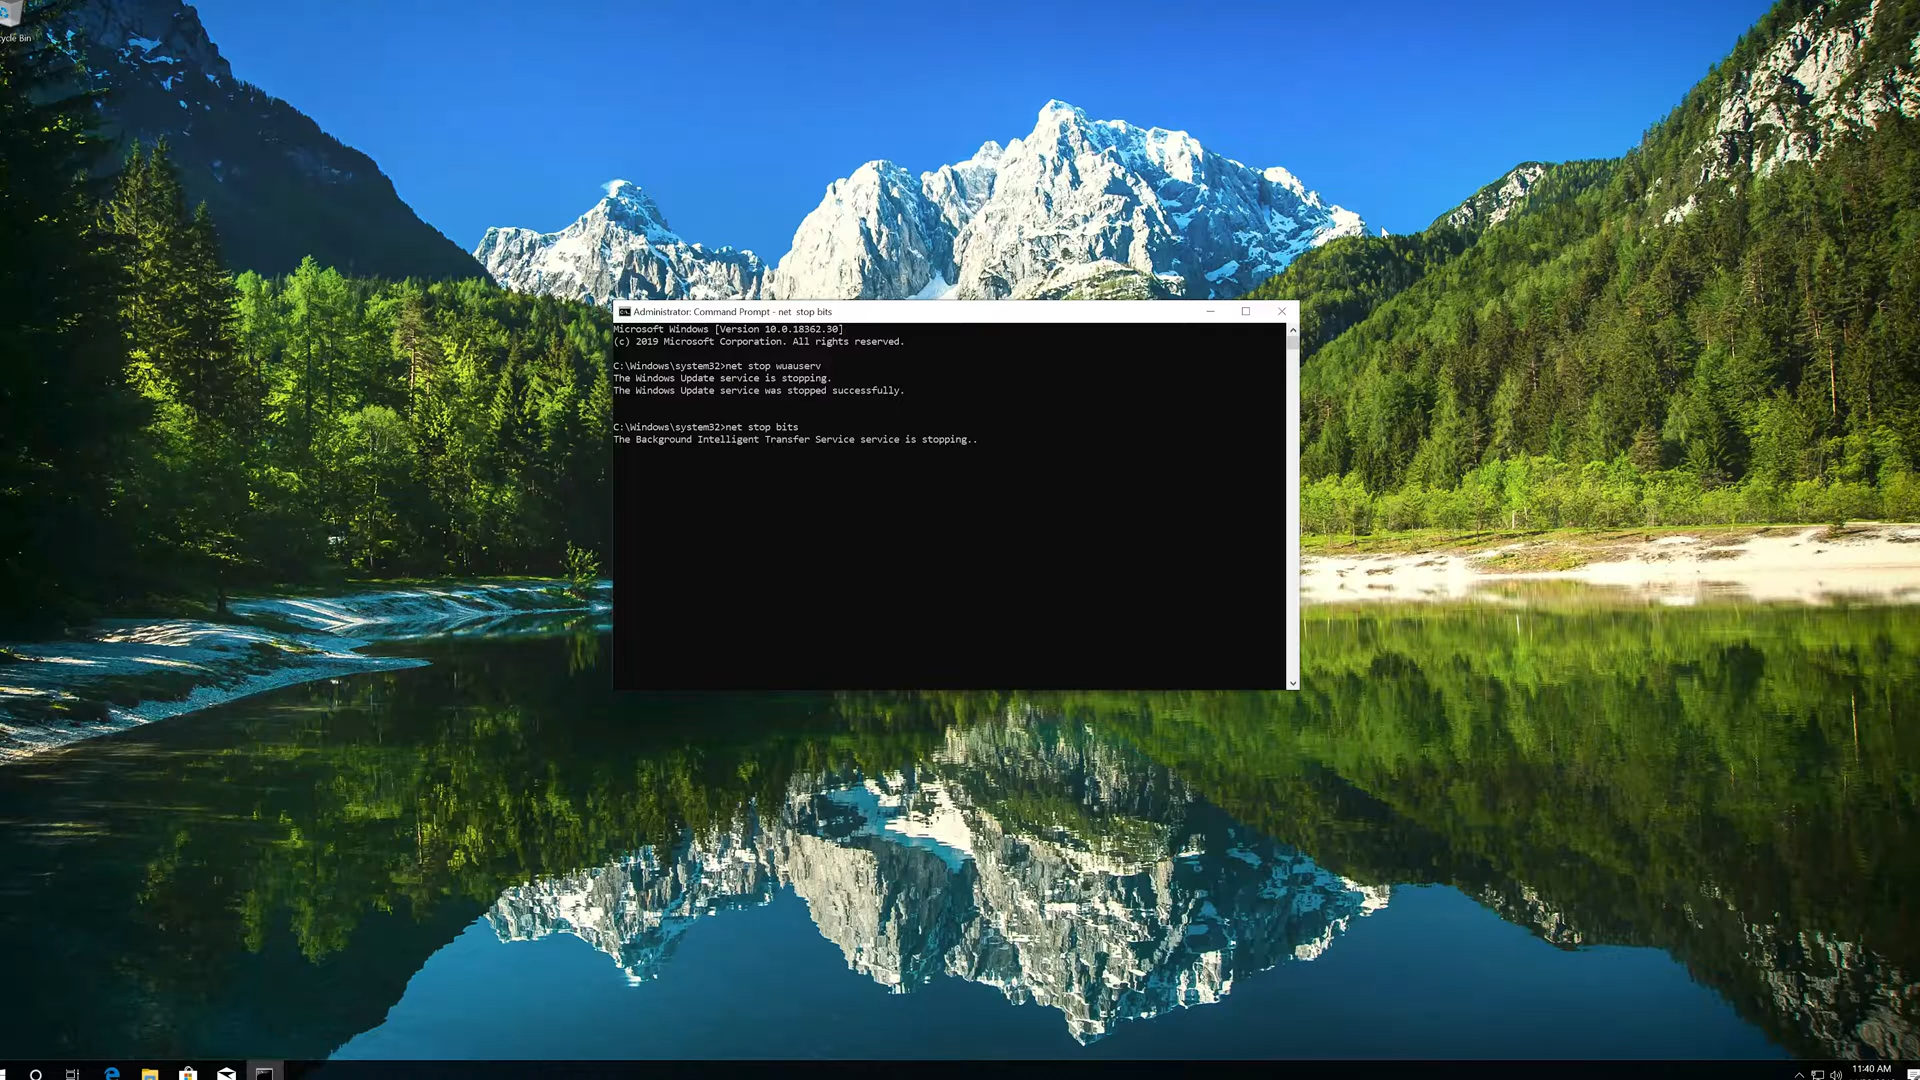 cycle Bin
Administrator: Command Prompt - net  stop bits
Microsoft Windows [Version 10.0.18362.30]
(c) 2019 Microsoft Corporation. All rights reserved.
C:\Windows\system32>net stop wuauserv
The Windows Update service is stopping.
The Windows Update service was stopped successfully.
C:\Windows\system32>net stop bits
The Background Intelligent Transfer Service service is stopping..
11:40 AM